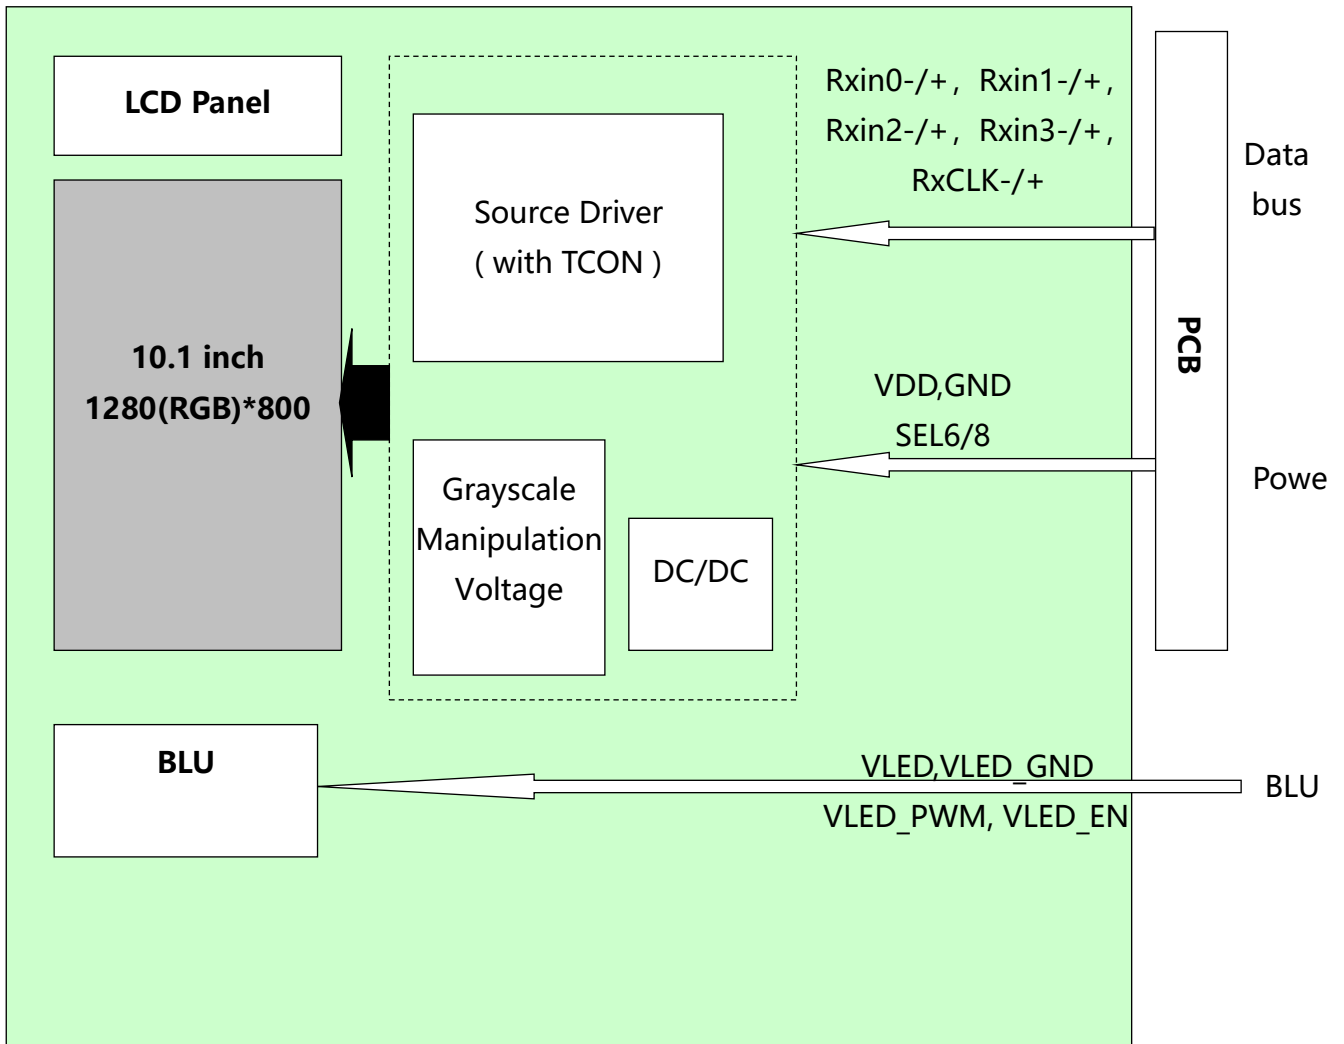 LCD Panel
10.1 inch
1280(RGB)*800
Source Driver
( with TCON )
Grayscale
Manipulation
Voltage
DC/DC
Rxin0-/+, Rxin1-/+,
Rxin2-/+, Rxin3-/+,
RxCLK-/+
VDD,GND
SEL6/8
PCB
Data
bus
Powe
BLU
VLED,VLED_GND
VLED_PWM, VLED_EN
BLU